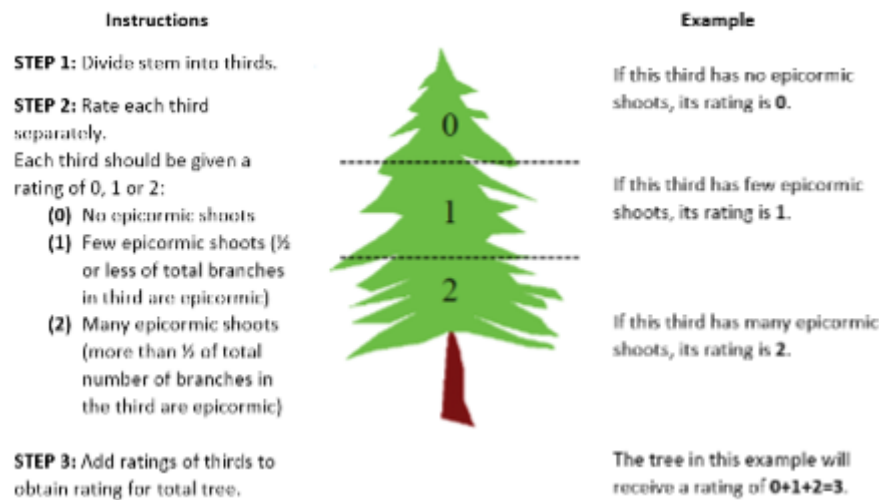 Instructions
STEP 1: Divide stem into thirds.
STEP 2: Rate each third
separately.
Each third should be given a
rating of 0, 1 or 2:
(0) No epicormic shoots
(1) Few epicormic shoots (½
or less of total branches
in third are epicormic)
(2) Many epicormic shoots
(more than ½ of total
number of branches in
the third are epicormic)
STEP 3: Add ratings of thirds to
obtain rating for total tree.
0
1
2
Example
If this third has no epicormic
shoots, its rating is 0.
If this third has few epicormic
shoots, its rating is 1.
If this third has many epicormic
shoots, its rating is 2.
The tree in this example will
receive a rating of 0+1+2=3.